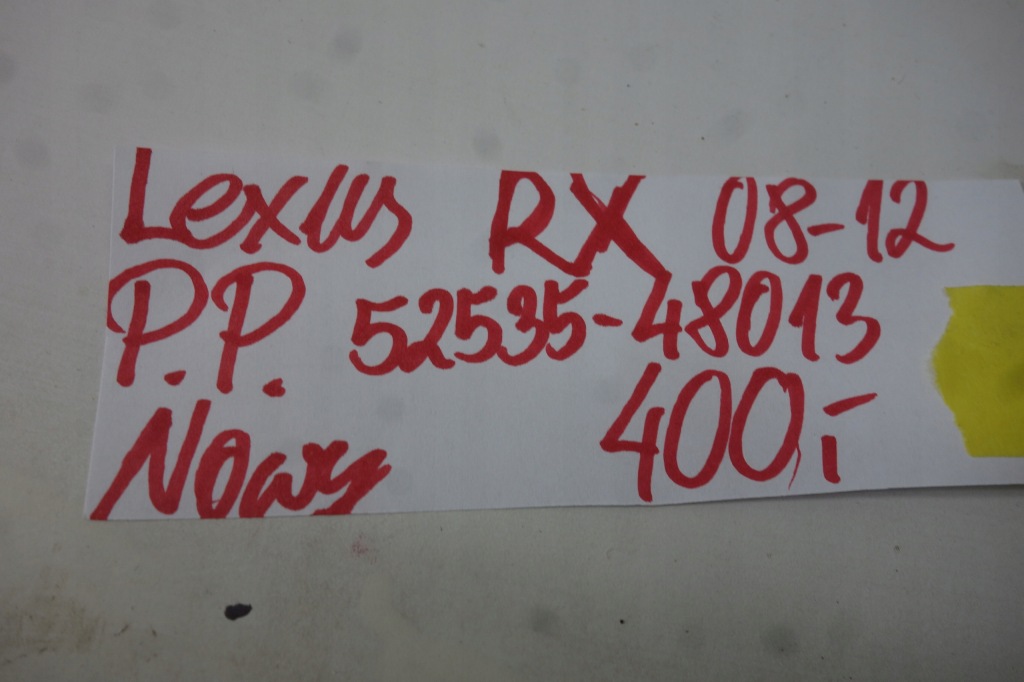 Lexus RX 08-12
P.P. 52535-48013
Nowy 400,-